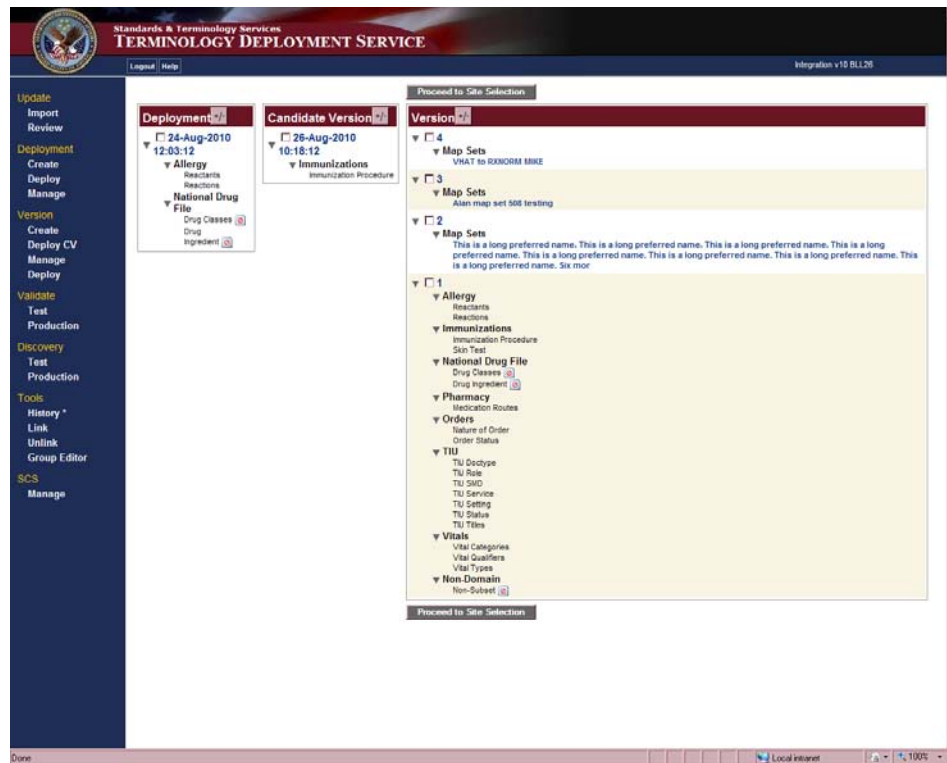 Standards & Terminology Services
TERMINOLOGY DEPLOYMENT SERVICE
Logout Help
Integration v10 BLL26
Update
Import
Review
Deployment
Create
Deploy
Manage
Version
Create
Deploy CV
Manage
Deploy
Validate
Test
Production
Discovery
Test
Production
Tools
History *
Link
Unlink
Group Editor
SCS
Manage
Proceed to Site Selection
Deployment +/-
24-Aug-2010
12:03:12
Allergy
Reactants
Reactions
National Drug
File
Drug Classes
Drug
Ingredient
Candidate Version +/-
26-Aug-2010
10:18:12
Immunizations
Immunization Procedure
Version +/-
4
Map Sets
VHAT to RXNORM MIKE
3
Map Sets
Alan map set 508 testing
2
Map Sets
This is a long preferred name. This is a long preferred name. This is a long preferred name. This is a long
preferred name. This is a long preferred name. This is a long preferred name. This is a long preferred name. This
is a long preferred name. Six mor
1
Allergy
Reactants
Reactions
Immunizations
Immunization Procedure
Skin Test
National Drug File
Drug Classes
Drug Ingredient
Pharmacy
Medication Routes
Orders
Nature of Order
Order Status
TIU
TIU Doctype
TIU Role
TIU SMD
TIU Service
TIU Setting
TIU Status
TIU Titles
Vitals
Vital Categories
Vital Qualifiers
Vital Types
Non-Domain
Non-Subset
Proceed to Site Selection
Done
Local intranet
100%